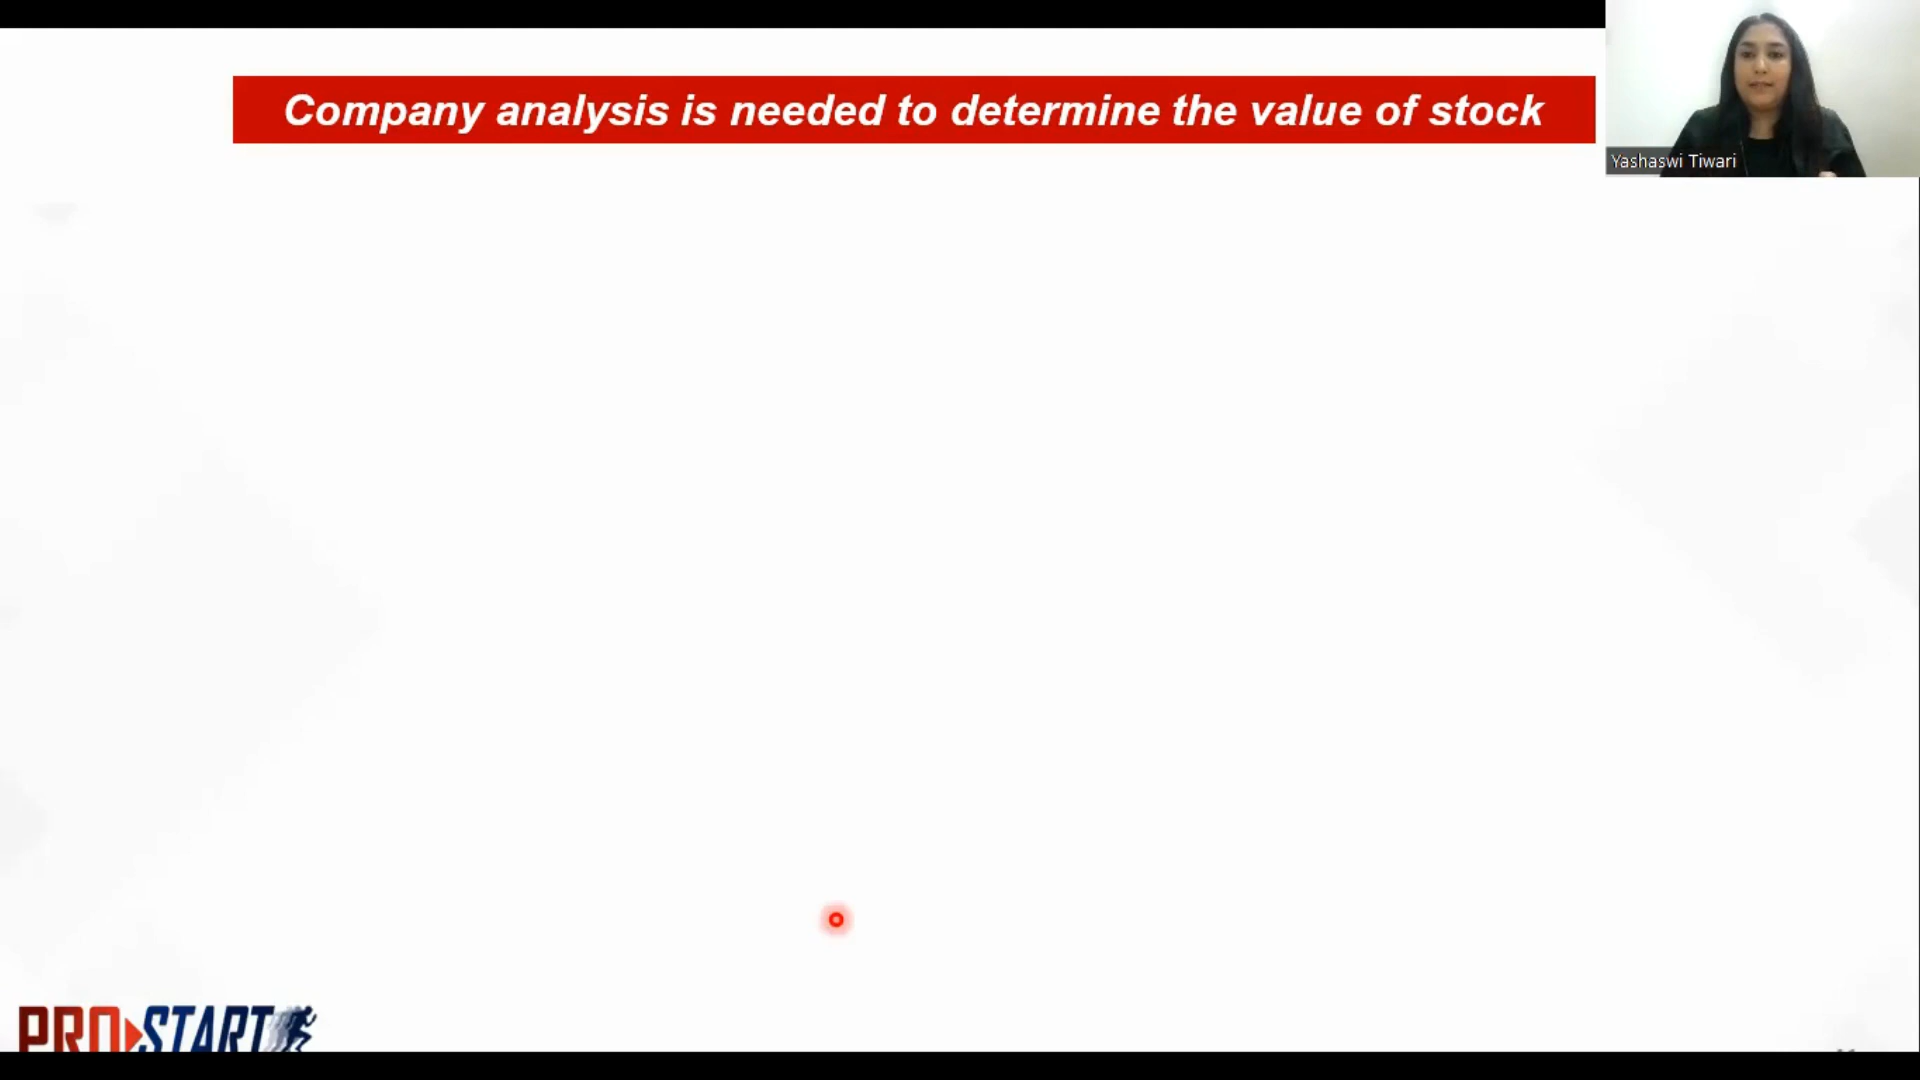 Company analysis is needed to determine the value of stock
Yashaswi Tiwari
PRO START